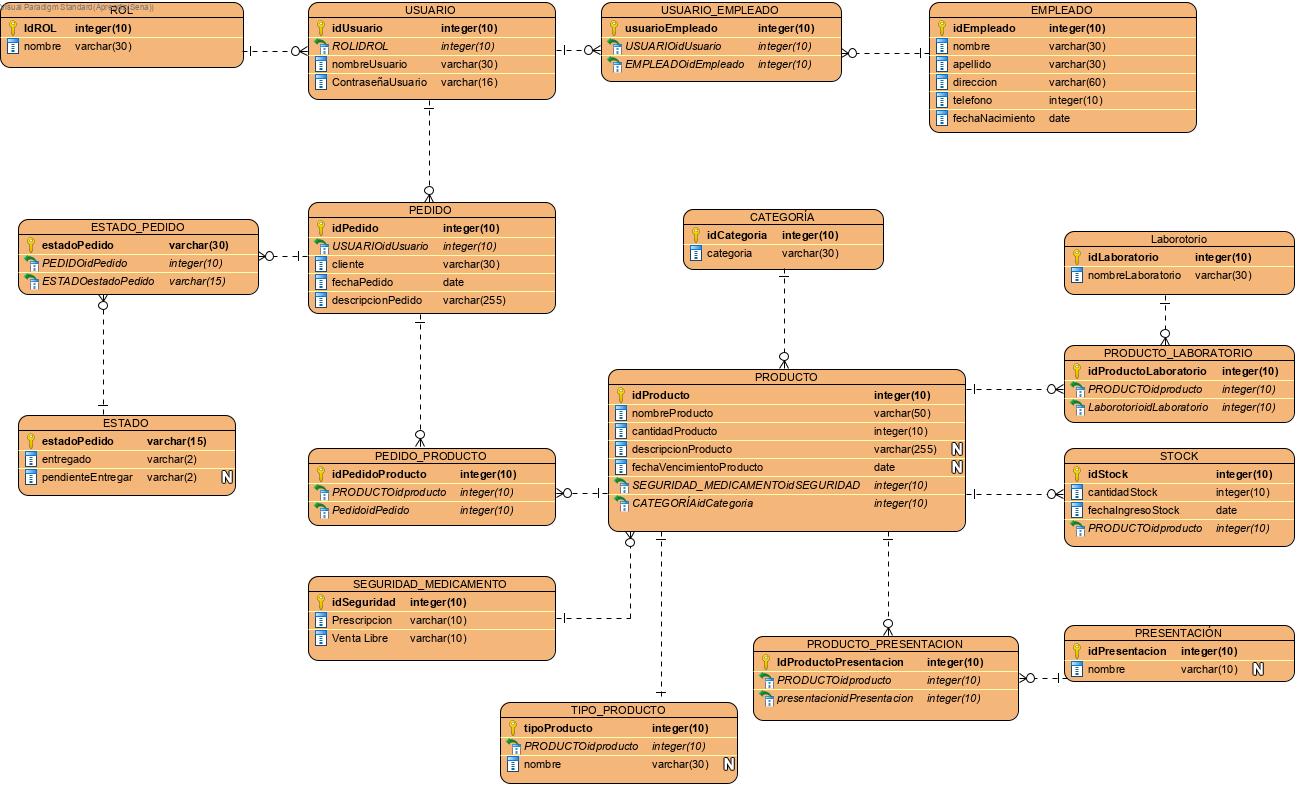 isual Paradigm Standard(Aprendiz(Sena))
ROL
IdROL integer(10)
nombre varchar(30)
USUARIO
idUsuario integer(10)
ROLIDROL integer(10)
nombreUsuario varchar(30)
ContraseñaUsuario varchar(16)
USUARIO_EMPLEADO
usuarioEmpleado integer(10)
USUARIOidUsuario integer(10)
EMPLEADOidEmpleado integer(10)
EMPLEADO
idEmpleado integer(10)
nombre varchar(30)
apellido varchar(30)
direccion varchar(60)
telefono integer(10)
fechaNacimiento date
ESTADO_PEDIDO
estadoPedido varchar(30)
PEDIDOidPedido integer(10)
ESTADOestadoPedido varchar(15)
PEDIDO
idPedido integer(10)
USUARIOidUsuario integer(10)
cliente varchar(30)
fechaPedido date
descripcionPedido varchar(255)
CATEGORÍA
idCategoria integer(10)
categoria varchar(30)
Laborotorio
idLaboratorio integer(10)
nombreLaboratorio varchar(30)
PRODUCTO_LABORATORIO
idProductoLaboratorio integer(10)
PRODUCTOidproducto integer(10)
LaborotorioidLaboratorio integer(10)
PRODUCTO
idProducto integer(10)
nombreProducto varchar(50)
cantidadProducto integer(10)
descripcionProducto varchar(255) N
fechaVencimientoProducto date N
SEGURIDAD_MEDICAMENTOidSEGURIDAD integer(10)
CATEGORÍAidCategoria integer(10)
ESTADO
estadoPedido varchar(15)
entregado varchar(2)
pendienteEntregar varchar(2) N
PEDIDO_PRODUCTO
idPedidoProducto integer(10)
PRODUCTOidproducto integer(10)
PedidoidPedido integer(10)
STOCK
idStock integer(10)
cantidadStock integer(10)
fechaIngresoStock date
PRODUCTOidproducto integer(10)
SEGURIDAD_MEDICAMENTO
idSeguridad integer(10)
Prescripcion varchar(10)
Venta Libre varchar(10)
PRODUCTO_PRESENTACION
IdProductoPresentacion integer(10)
PRODUCTOidproducto integer(10)
presentacionidPresentacion integer(10)
PRESENTACIÓN
idPresentacion integer(10)
nombre varchar(10) N
TIPO_PRODUCTO
tipoProducto integer(10)
PRODUCTOidproducto integer(10)
nombre varchar(30) N